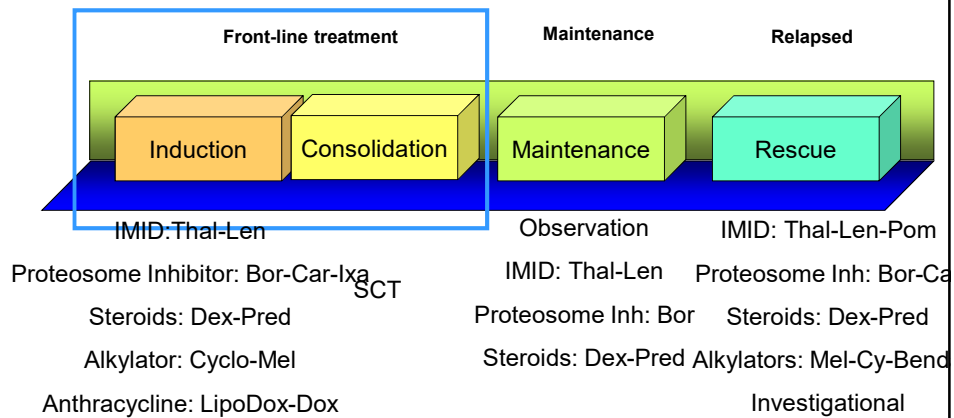 Front-line treatment
Maintenance
Relapsed
Induction
Consolidation
Maintenance
Rescue
IMID:Thal-Len
Proteosome Inhibitor: Bor-Car-Ixa
Steroids: Dex-Pred
Alkylator: Cyclo-Mel
Anthracycline: LipoDox-Dox
SCT
Observation
IMID: Thal-Len
Proteosome Inh: Bor
Steroids: Dex-Pred
IMID: Thal-Len-Pom
Proteosome Inh: Bor-Ca
Steroids: Dex-Pred
Alkylators: Mel-Cy-Bend
Investigational